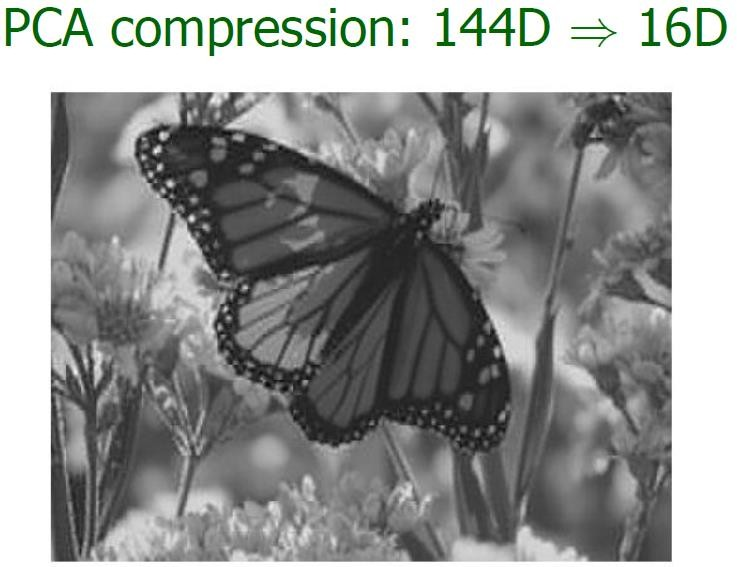 PCA compression: 144D ⇒ 16D